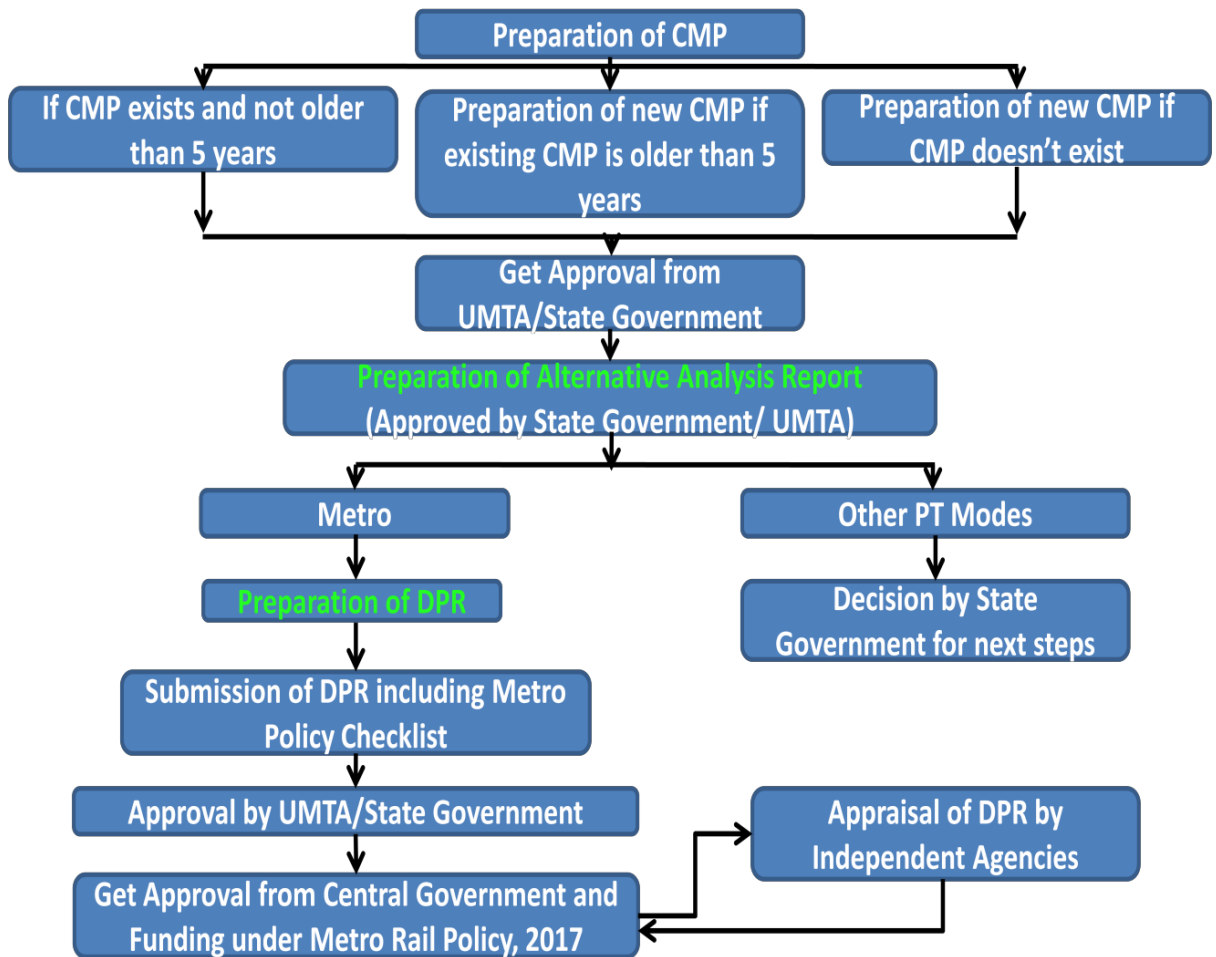 Preparation of CMP
If CMP exists and not older
than 5 years
Preparation of new CMP if
existing CMP is older than 5
years
Preparation of new CMP if
CMP doesn’t exist
Get Approval from
UMTA/State Government
Preparation of Alternative Analysis Report
(Approved by State Government/ UMTA)
Metro
Other PT Modes
Preparation of DPR
Decision by State
Government for next steps
Submission of DPR including Metro
Policy Checklist
Approval by UMTA/State Government
Appraisal of DPR by
Independent Agencies
Get Approval from Central Government and
Funding under Metro Rail Policy, 2017